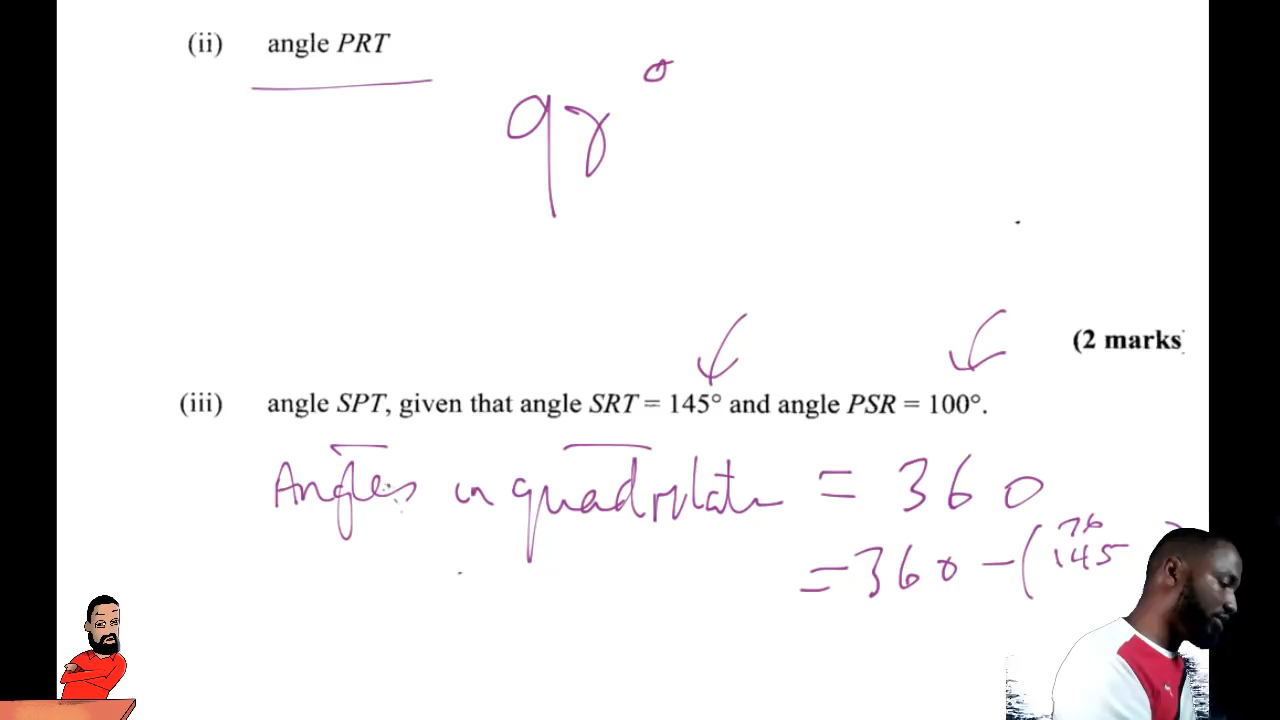 (ii) angle PRT
98°
(2 marks
(iii) angle SPT, given that angle SRT = 145° and angle PSR = 100°.
Angles in = 360
76
= 360 - ( 145